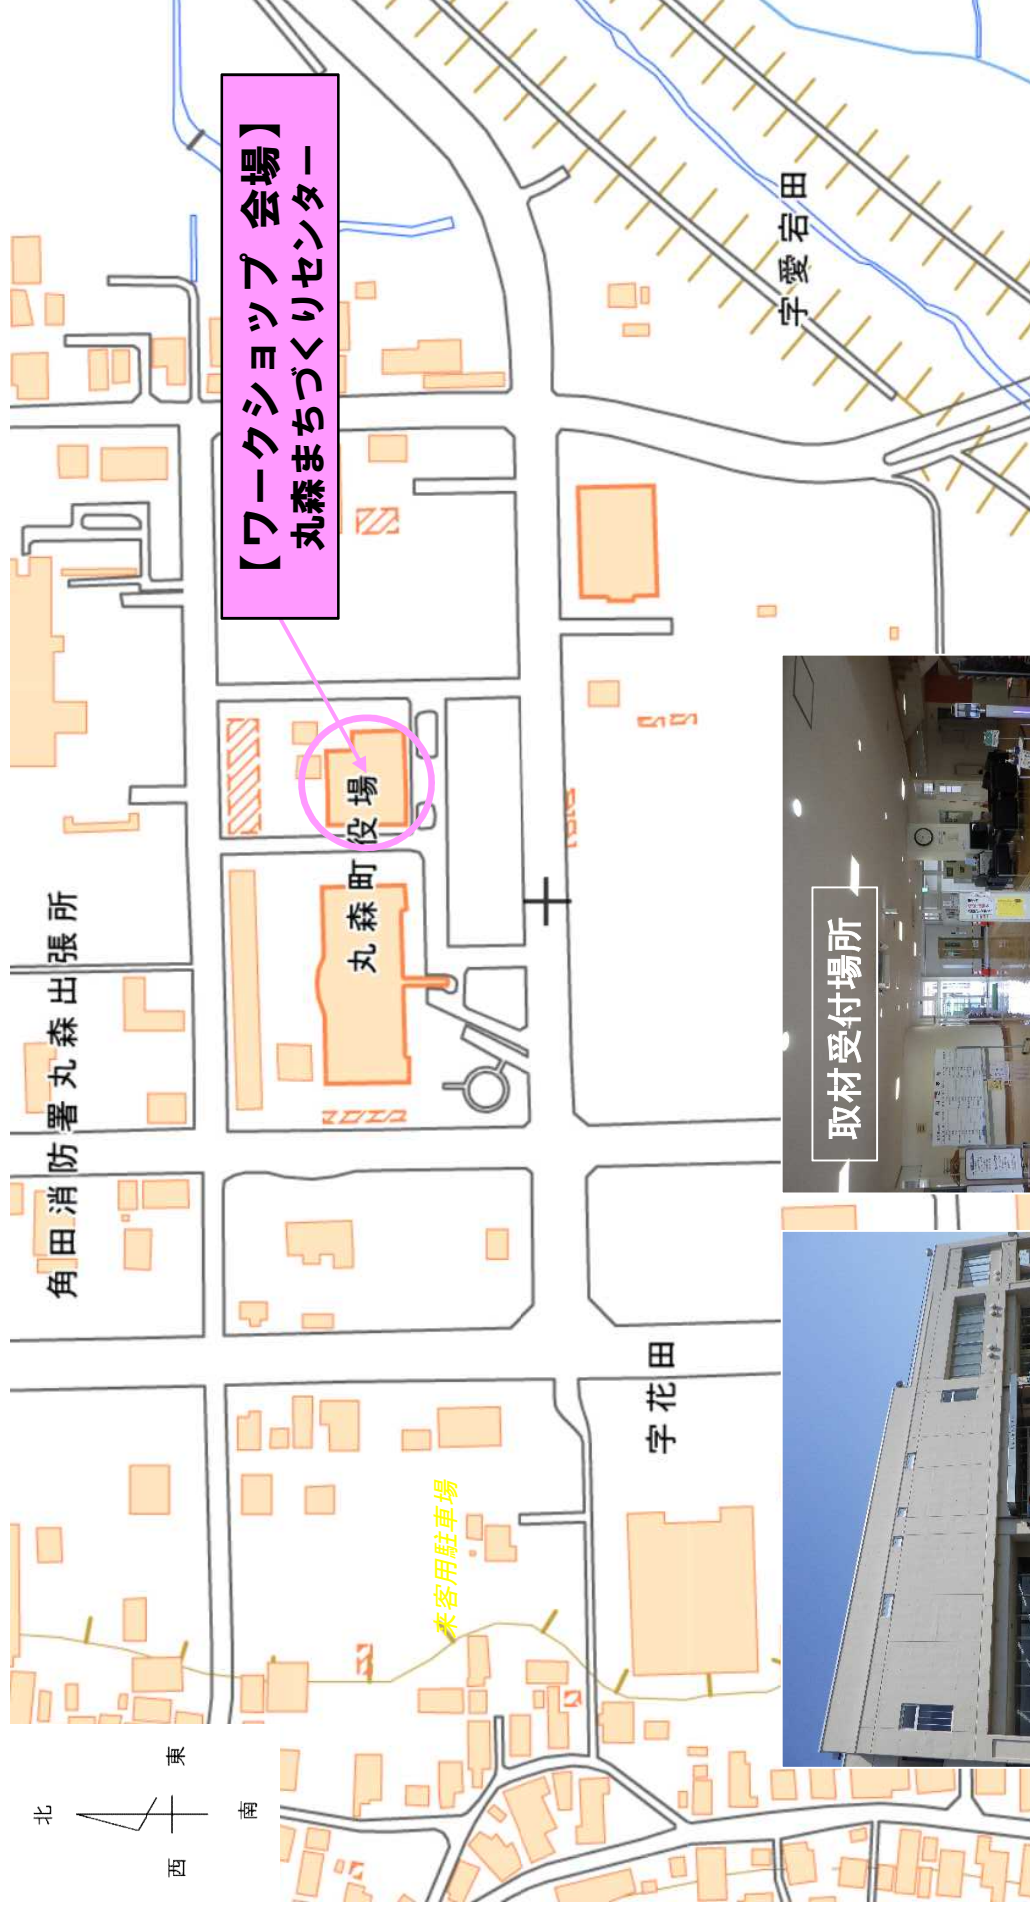 【ワークショップ 会場】
丸森まちづくりセンター
角田消防署丸森出張所
丸森町役場
字愛宕田
字花田
来客用駐車場
取材受付場所
北
東
西
南